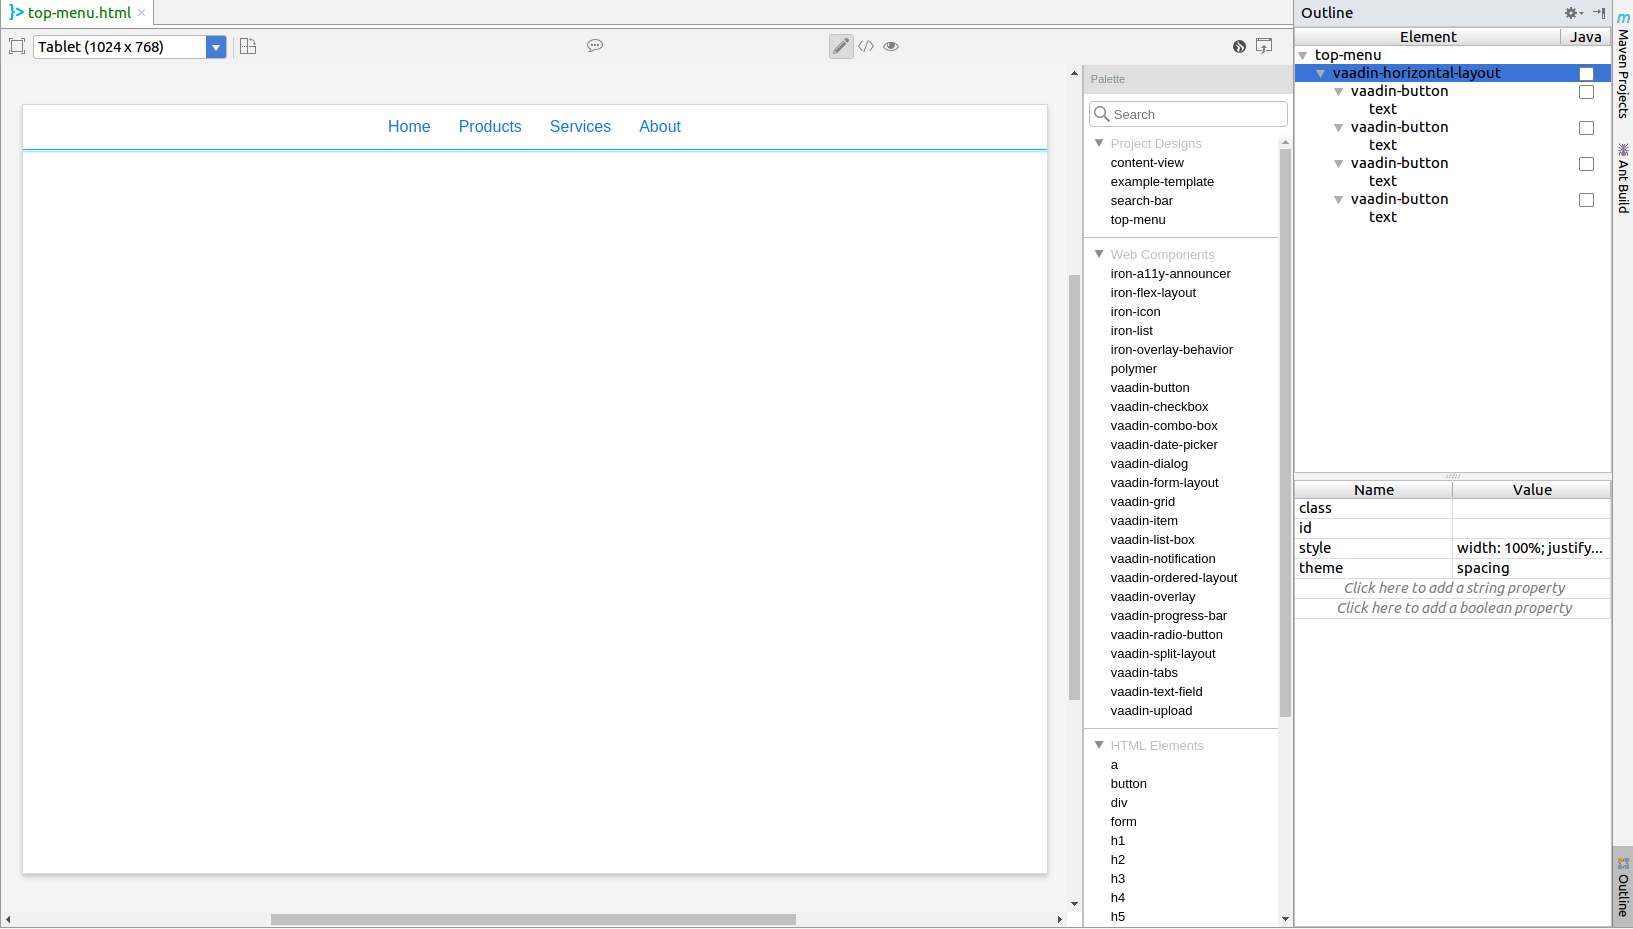 top-menu.html
Tablet (1024 x 768)
Home Products Services About
Palette
Search
Project Designs
content-view
example-template
search-bar
top-menu
Web Components
iron-a11y-announcer
iron-flex-layout
iron-icon
iron-list
iron-overlay-behavior
polymer
vaadin-button
vaadin-checkbox
vaadin-combo-box
vaadin-date-picker
vaadin-dialog
vaadin-form-layout
vaadin-grid
vaadin-item
vaadin-list-box
vaadin-notification
vaadin-ordered-layout
vaadin-overlay
vaadin-progress-bar
vaadin-radio-button
vaadin-split-layout
vaadin-tabs
vaadin-text-field
vaadin-upload
HTML Elements
a
button
div
form
h1
h2
h3
h4
h5
Outline
Element Java
top-menu
vaadin-horizontal-layout
vaadin-button
text
vaadin-button
text
vaadin-button
text
vaadin-button
text
Name Value
class
id
style width: 100%; justify...
theme spacing
Click here to add a string property
Click here to add a boolean property
m Maven Projects
Ant Build
Outline